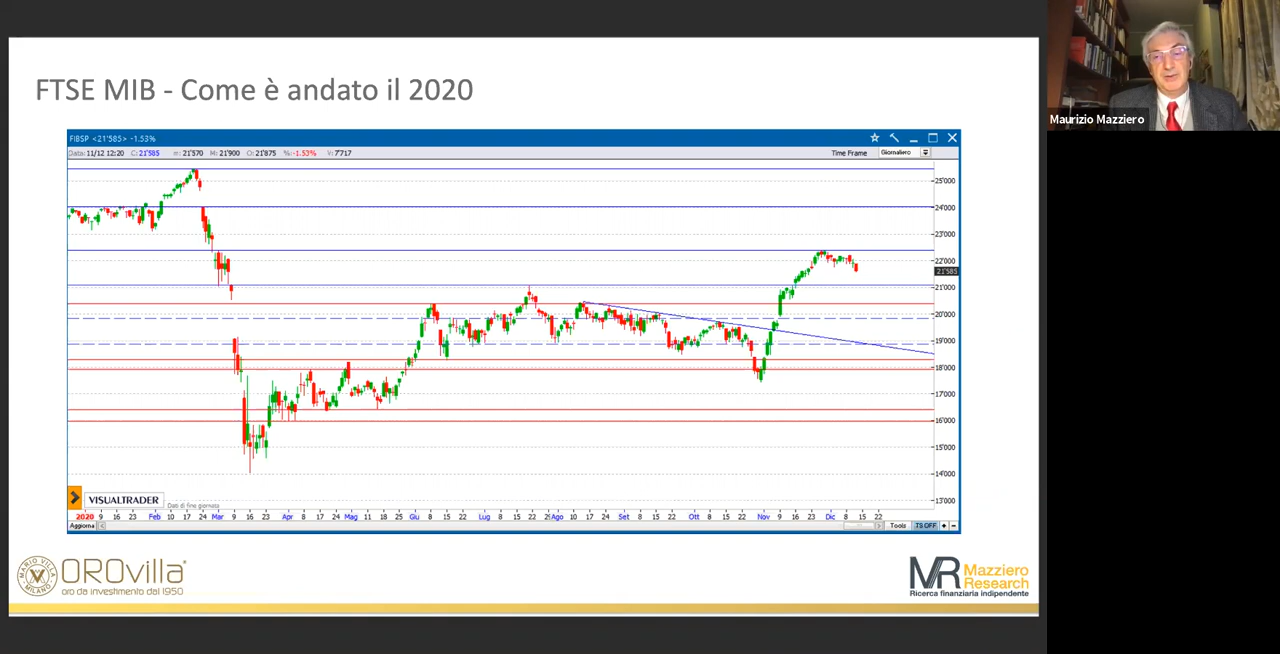 FTSE MIB - Come è andato il 2020
Maurizio Mazziero
FIBSP <21'585> -1.53%
Data: 11/12 12:20 C: 21'585 m: 21'570 M: 21'900 O: 21'875 %: -1.53% V: 7'717
Time Frame Giornaliero
25'000
24'000
23'000
22'000
21'585
21'000
20'000
19'000
18'000
17'000
16'000
15'000
14'000
13'000
VISUALTRADER
Dati di fine giornata
2020 9 16 23 Feb 10 17 24 Mar 9 16 23 Apr 8 17 24 Mag 11 18 25 Giu 8 15 22 Lug 8 15 22 29 Ago 10 17 24 Set 8 15 22 Ott 8 15 22 Nov 9 16 23 Dic 8 15 22
Aggiorna Tools TS OFF
MARIO VILLA MILANO
OROvilla
oro da investimento dal 1950
MR Mazziero
Research
Ricerca finanziaria indipendente